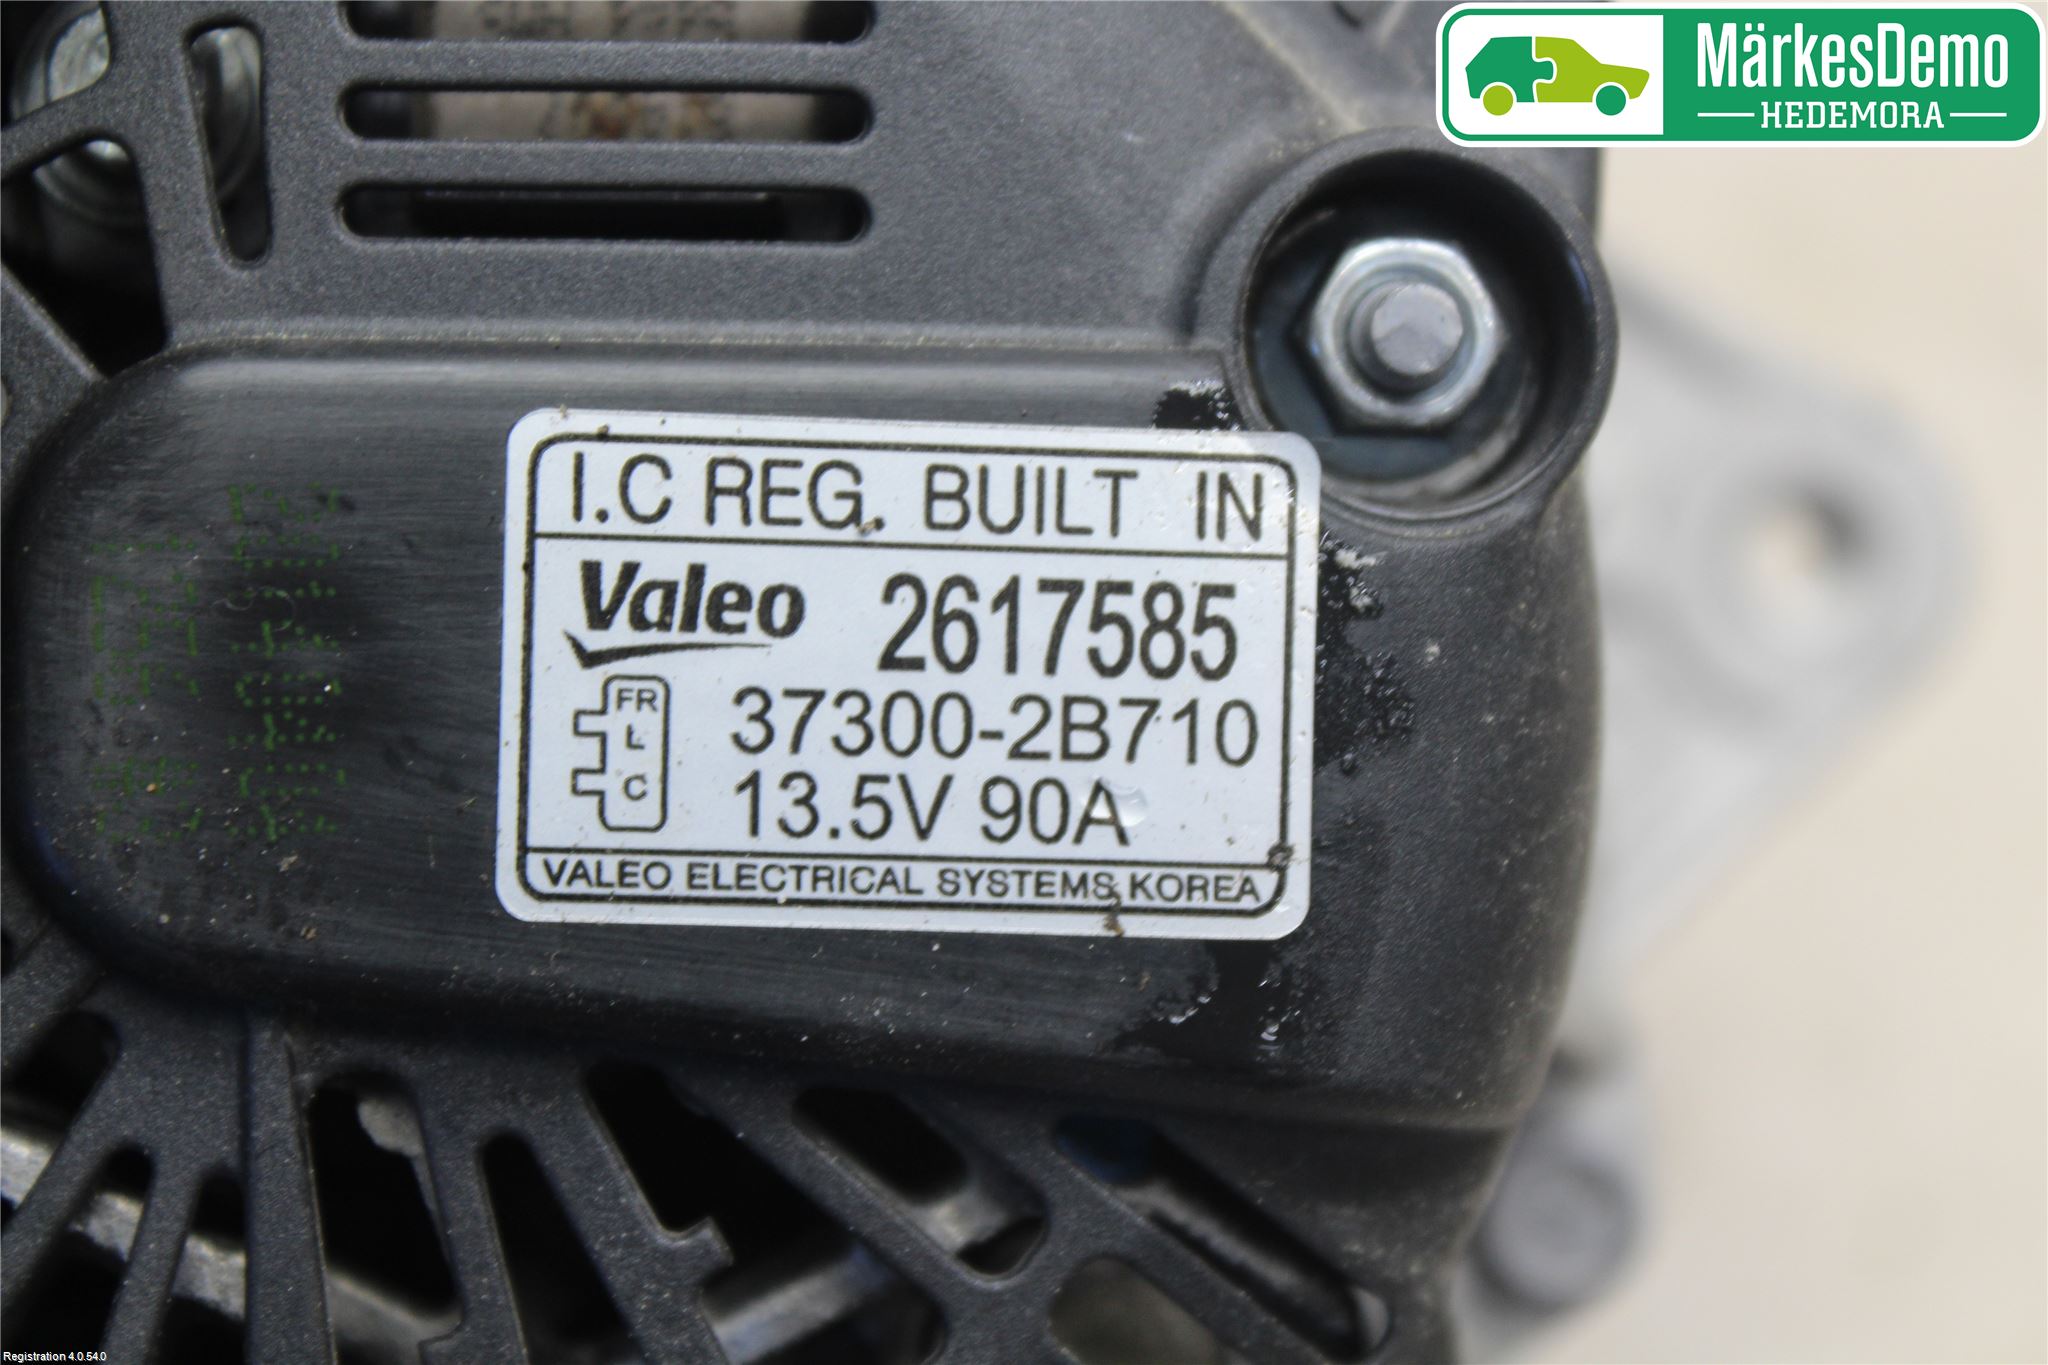 MärkesDemo
HEDEMORA
I.C REG. BUILT IN
Valeo 2617585
FR
L
C
37300-2B710
13.5V 90A
VALEO ELECTRICAL SYSTEMS KOREA
Registration 4.0.54.0